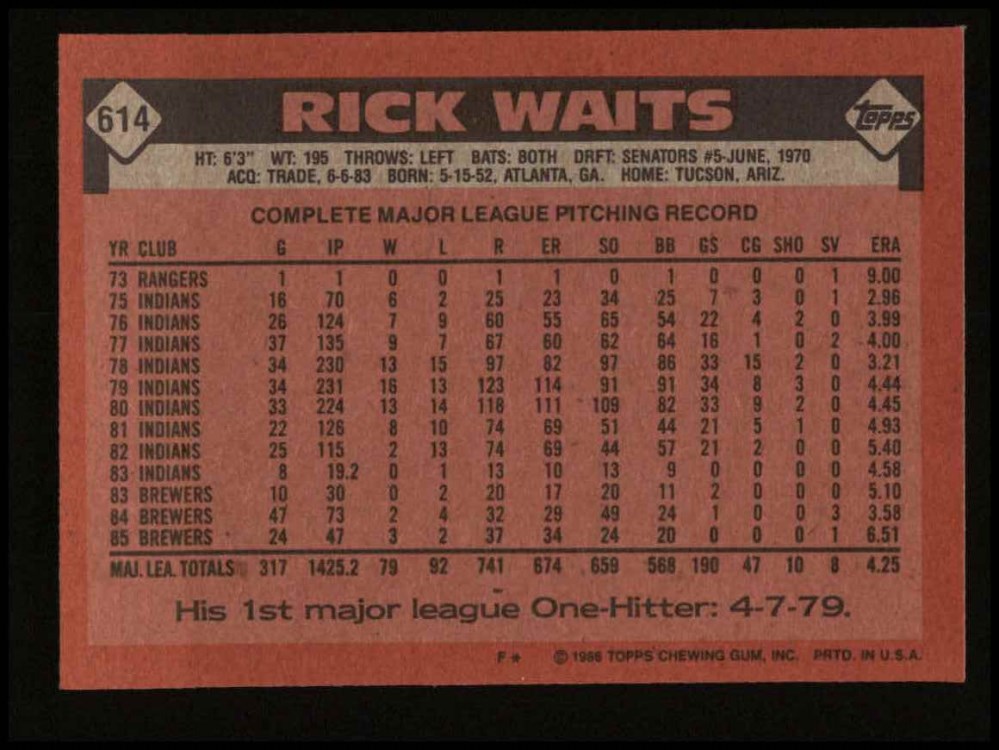 614 RICK WAITS Topps
HT: 6'3" WT: 195 THROWS: LEFT BATS: BOTH DRFT: SENATORS #5-JUNE, 1970
ACQ: TRADE, 6-6-83 BORN: 5-15-52, ATLANTA, GA. HOME: TUCSON, ARIZ.
COMPLETE MAJOR LEAGUE PITCHING RECORD
YR CLUB G IP W L R ER SO BB GS CG SHO SV ERA
73 RANGERS 1 1 0 0 1 1 0 1 0 0 0 1 9.00
75 INDIANS 16 70 6 2 25 23 34 25 7 3 0 1 2.96
76 INDIANS 26 124 7 9 60 55 65 54 22 4 2 0 3.99
77 INDIANS 37 135 9 7 67 60 62 64 16 1 0 2 4.00
78 INDIANS 34 230 13 15 97 82 97 86 33 15 2 0 3.21
79 INDIANS 34 231 16 13 123 114 91 91 34 8 3 0 4.44
80 INDIANS 33 224 13 14 118 111 109 82 33 9 2 0 4.45
81 INDIANS 22 126 8 10 74 69 51 44 21 5 1 0 4.93
82 INDIANS 25 115 2 13 74 69 44 57 21 2 0 0 5.40
83 INDIANS 8 19.2 0 1 13 10 13 9 0 0 0 0 4.58
83 BREWERS 10 30 0 2 20 17 20 11 2 0 0 0 5.10
84 BREWERS 47 73 2 4 32 29 49 24 1 0 0 3 3.58
85 BREWERS 24 47 3 2 37 34 24 20 0 0 0 1 6.51
MAJ. LEA. TOTALS 317 1425.2 79 92 741 674 659 568 190 47 10 8 4.25
His 1st major league One-Hitter: 4-7-79.
F* © 1986 TOPPS CHEWING GUM, INC. PRTD. IN U.S.A.